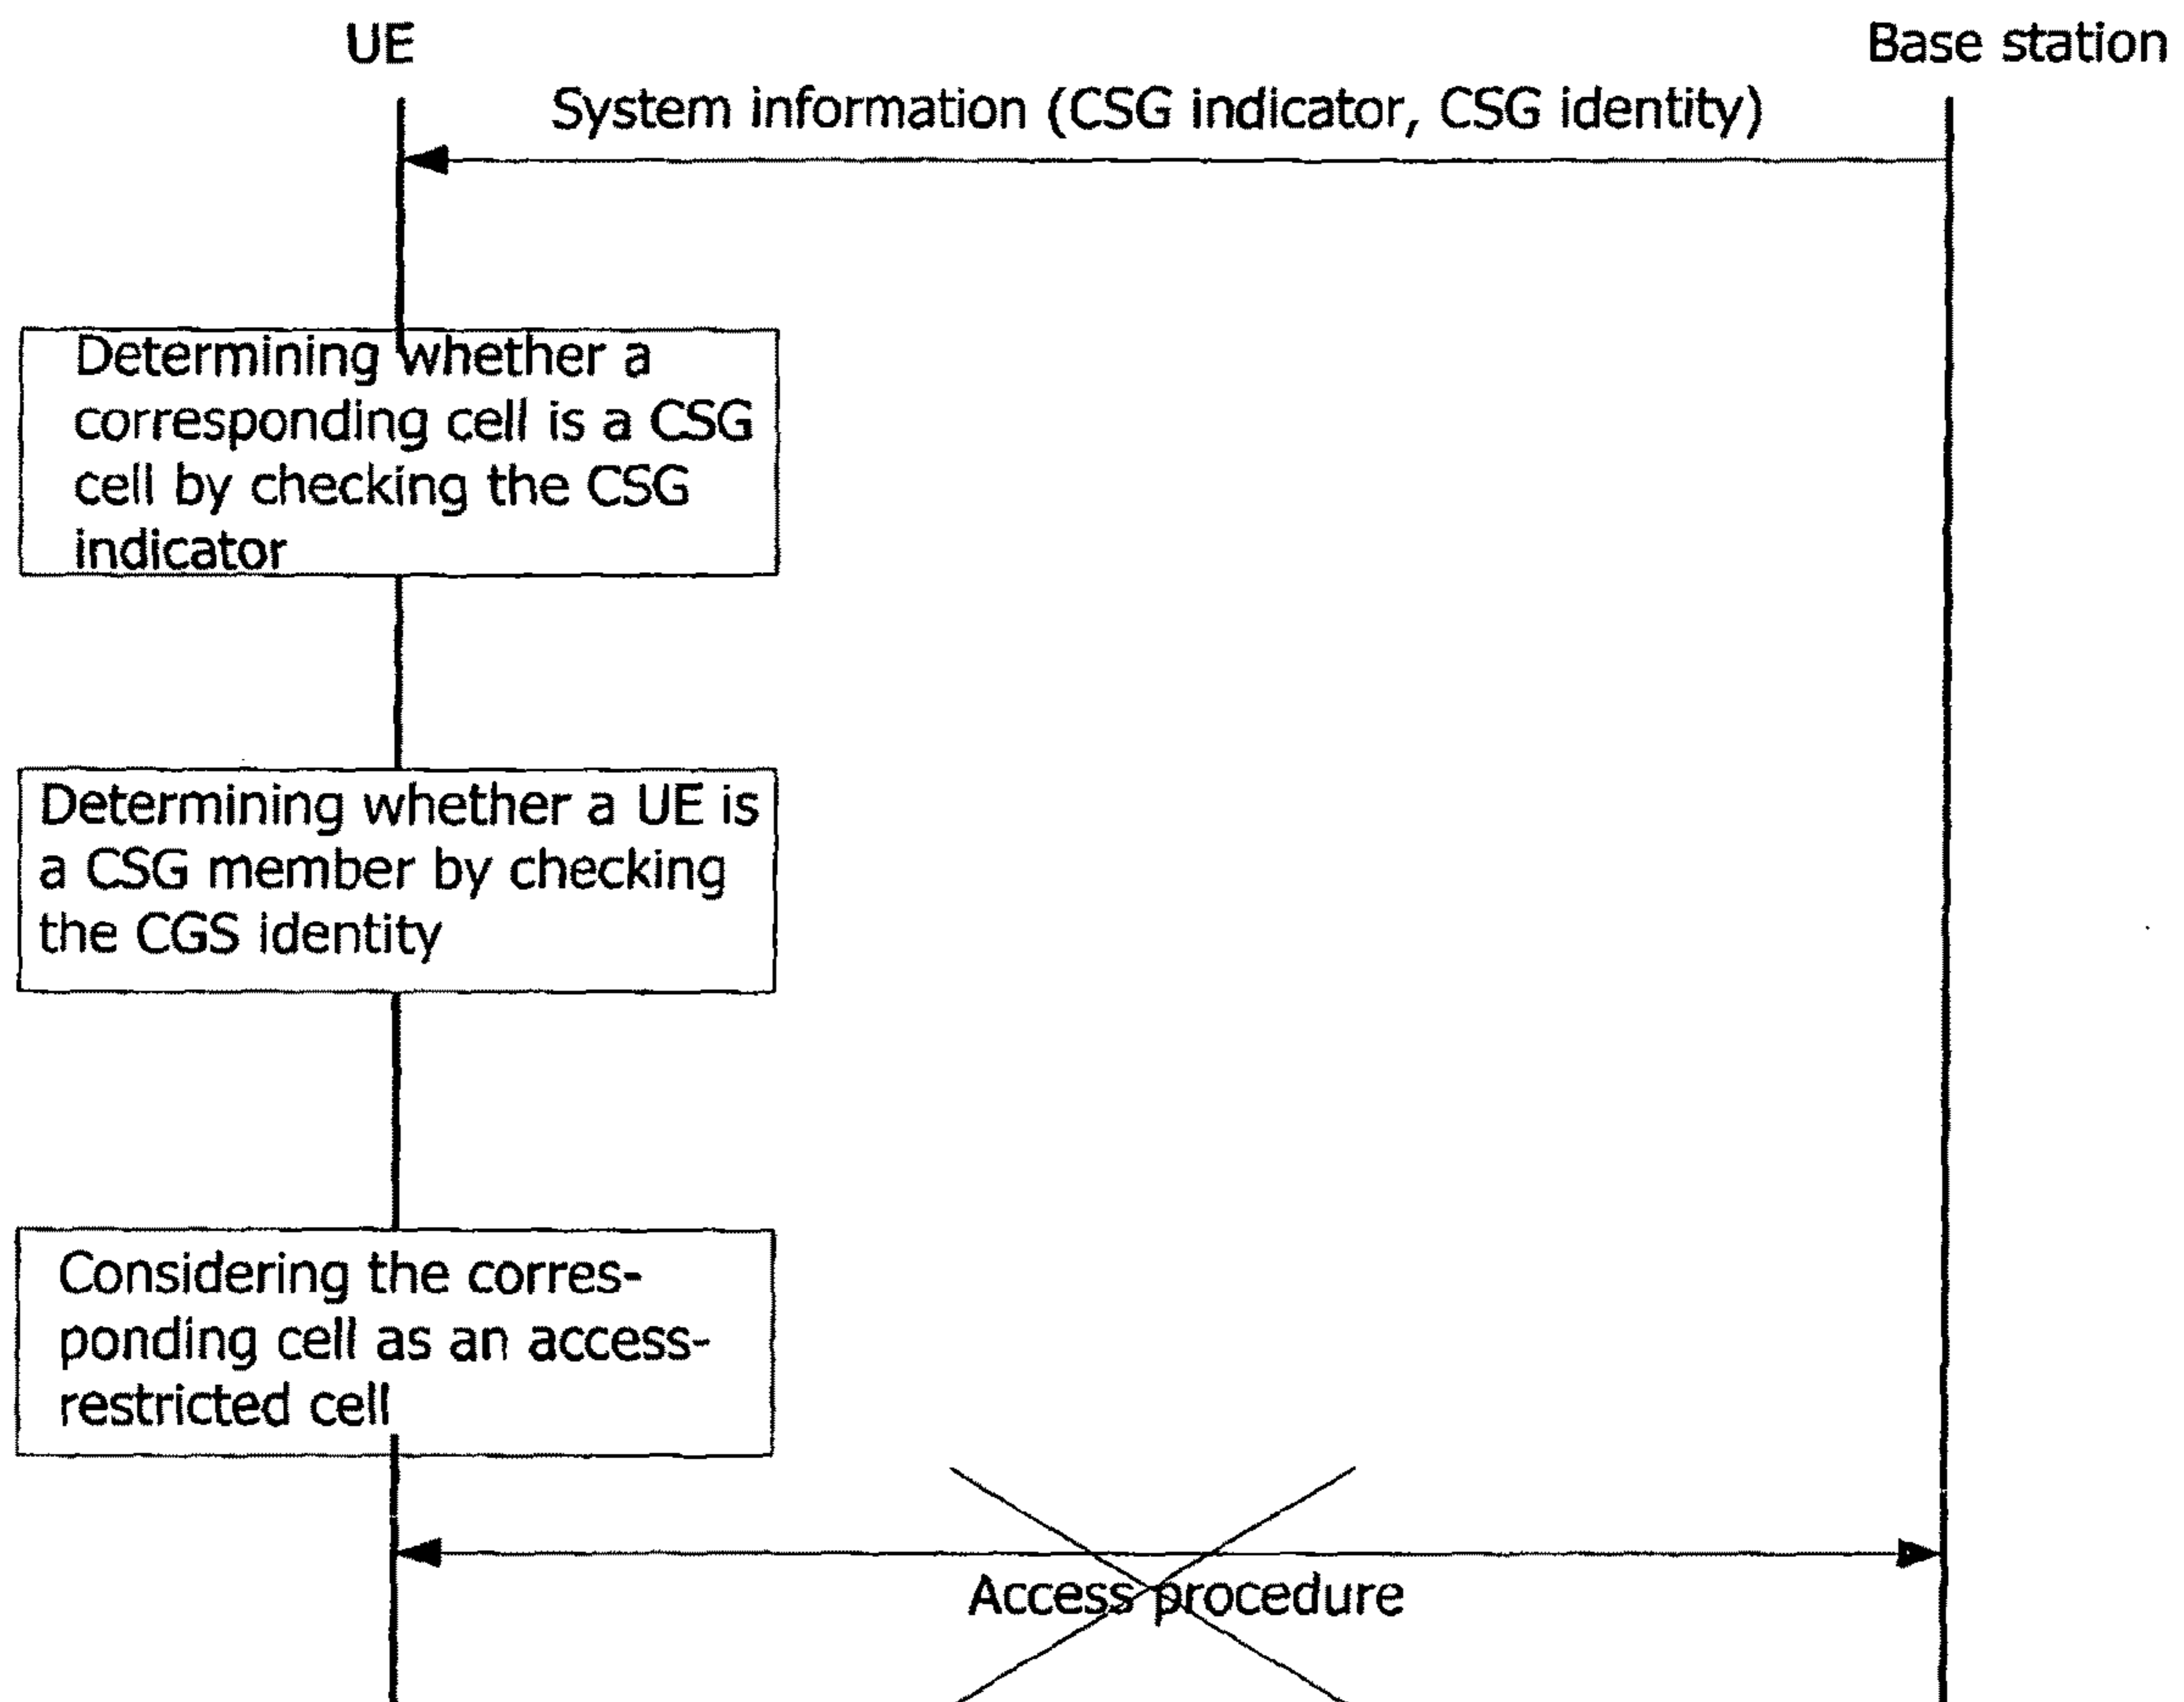 UE
Base station
System information (CSG indicator, CSG identity)
Determining whether a
corresponding cell is a CSG
cell by checking the CSG
indicator
Determining whether a UE is
a CSG member by checking
the CGS identity
Considering the corres-
ponding cell as an access-
restricted cell
Access procedure